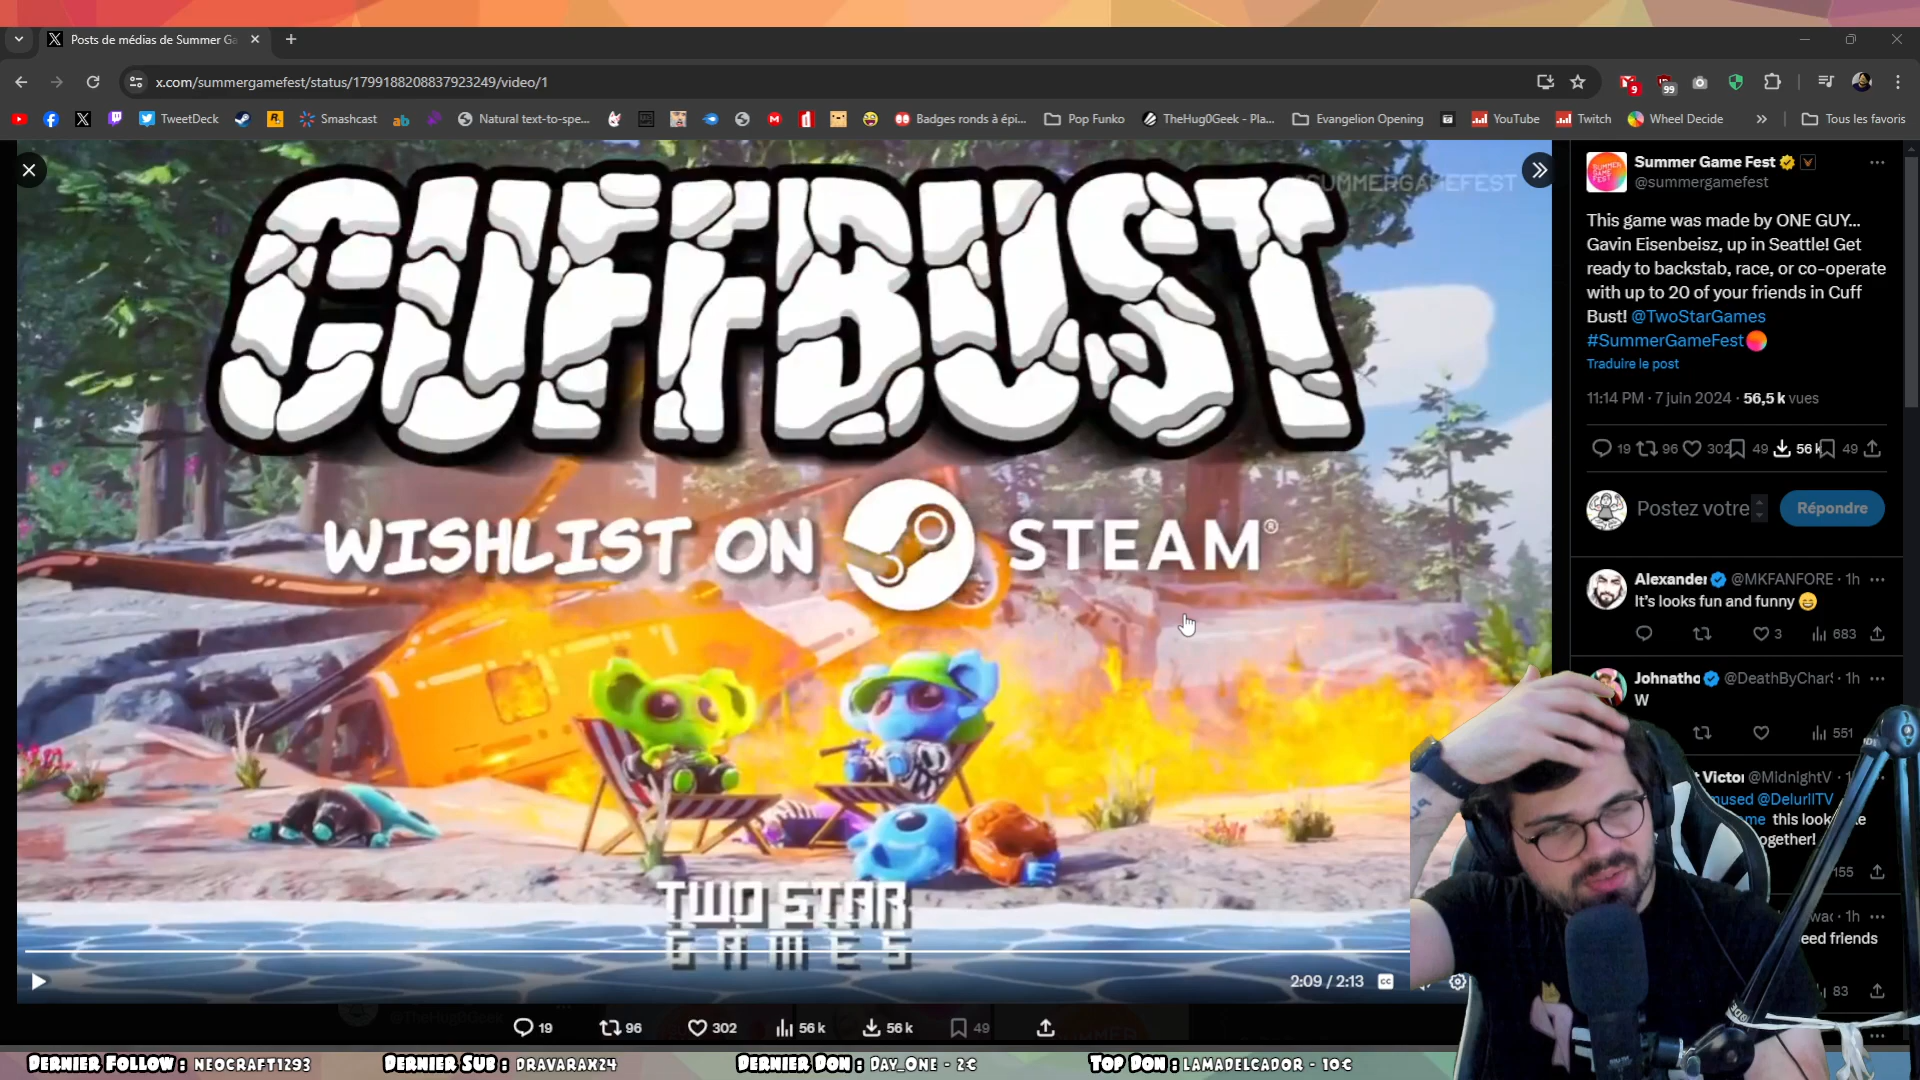 Posts de médias de Summer Ga
x.com/summergamefest/status/1799188208837923249/video/1
9
99
TweetDeck
Smashcast
ab
Natural text-to-spe...
Badges ronds à épi...
Pop Funko
TheHug0Geek - Pla...
Evangelion Opening
YouTube
Twitch
Wheel Decide
Tous les favoris
SUMMERGAMEFEST
CUFFBUST
WISHLIST ON STEAM®
TWO STAR
GAMES
2:09 / 2:13
CC
19
96
302
56 k
56 k
49
Summer Game Fest
@summergamefest
This game was made by ONE GUY...
Gavin Eisenbeisz, up in Seattle! Get
ready to backstab, race, or co-operate
with up to 20 of your friends in Cuff
Bust! @TwoStarGames
#SummerGameFest
Traduire le post
11:14 PM · 7 juin 2024 · 56,5 k vues
19 96 302 49 56 k 49
Postez votre
Répondre
Alexander @MKFANFORE · 1h
It's looks fun and funny
3 683
Johnatho @DeathByChar · 1h
W
551
Victor @MidnightV
@DelurllTV
this look
ogether!
155
1h
eed friends
83
DERNIER FOLLOW : NEOCRAFT1293
DERNIER SUB : DRAVARAX24
DERNIER DON : DAY_ONE - 2€
TOP DON : LAMADELCADOR - 10€